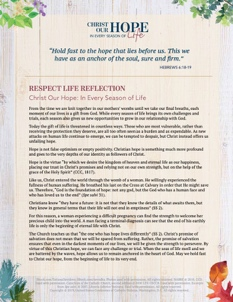 CHRIST OUR HOPE
IN EVERY SEASON OF Life
"Hold fast to the hope that lies before us. This we
have as an anchor of the soul, sure and firm."
HEBREWS 6:18-19
RESPECT LIFE REFLECTION
Christ Our Hope: In Every Season of Life
From the time we are knit together in our mothers' wombs until we take our final breaths, each
moment of our lives is a gift from God. While every season of life brings its own challenges and
trials, each season also gives us new opportunities to grow in our relationship with God.
Today the gift of life is threatened in countless ways. Those who are most vulnerable, rather than
receiving the protection they deserve, are all too often seen as a burden and as expendable. As new
attacks on human life continue to emerge, we can be tempted to despair, but Christ instead offers us
unfailing hope.
Hope is not false optimism or empty positivity. Christian hope is something much more profound
and goes to the very depths of our identity as followers of Christ.
Hope is the virtue "by which we desire the kingdom of heaven and eternal life as our happiness,
placing our trust in Christ's promises and relying not on our own strength, but on the help of the
grace of the Holy Spirit" (CCC, 1817).
Like us, Christ entered the world through the womb of a woman. He willingly experienced the
fullness of human suffering. He breathed his last on the Cross at Calvary in order that He might save
us. Therefore, "God is the foundation of hope: not any god, but the God who has a human face and
who has loved us to the end"
Christians know "they have a future: it is not that they know the details of what awaits them, but
they know in general terms that their life will not end in emptiness"
For this reason, a woman experiencing a difficult pregnancy can find the strength to welcome her
precious child into the world. A man facing a terminal diagnosis can see that the end of his earthly
life is only the beginning of eternal life with Christ.
The Church teaches us that "the one who has hope lives differently" Christ's promise of
salvation does not mean that we will be spared from suffering. Rather, the promise of salvation
ensures that even in the darkest moments of our lives, we will be given the strength to persevere. By
virtue of this Christian hope, we can face any challenge or trial. When the seas of life swell and we
are battered by the waves, hope allows us to remain anchored in the heart of God. May we hold fast
to Christ our hope, from the beginning of life to its very end.